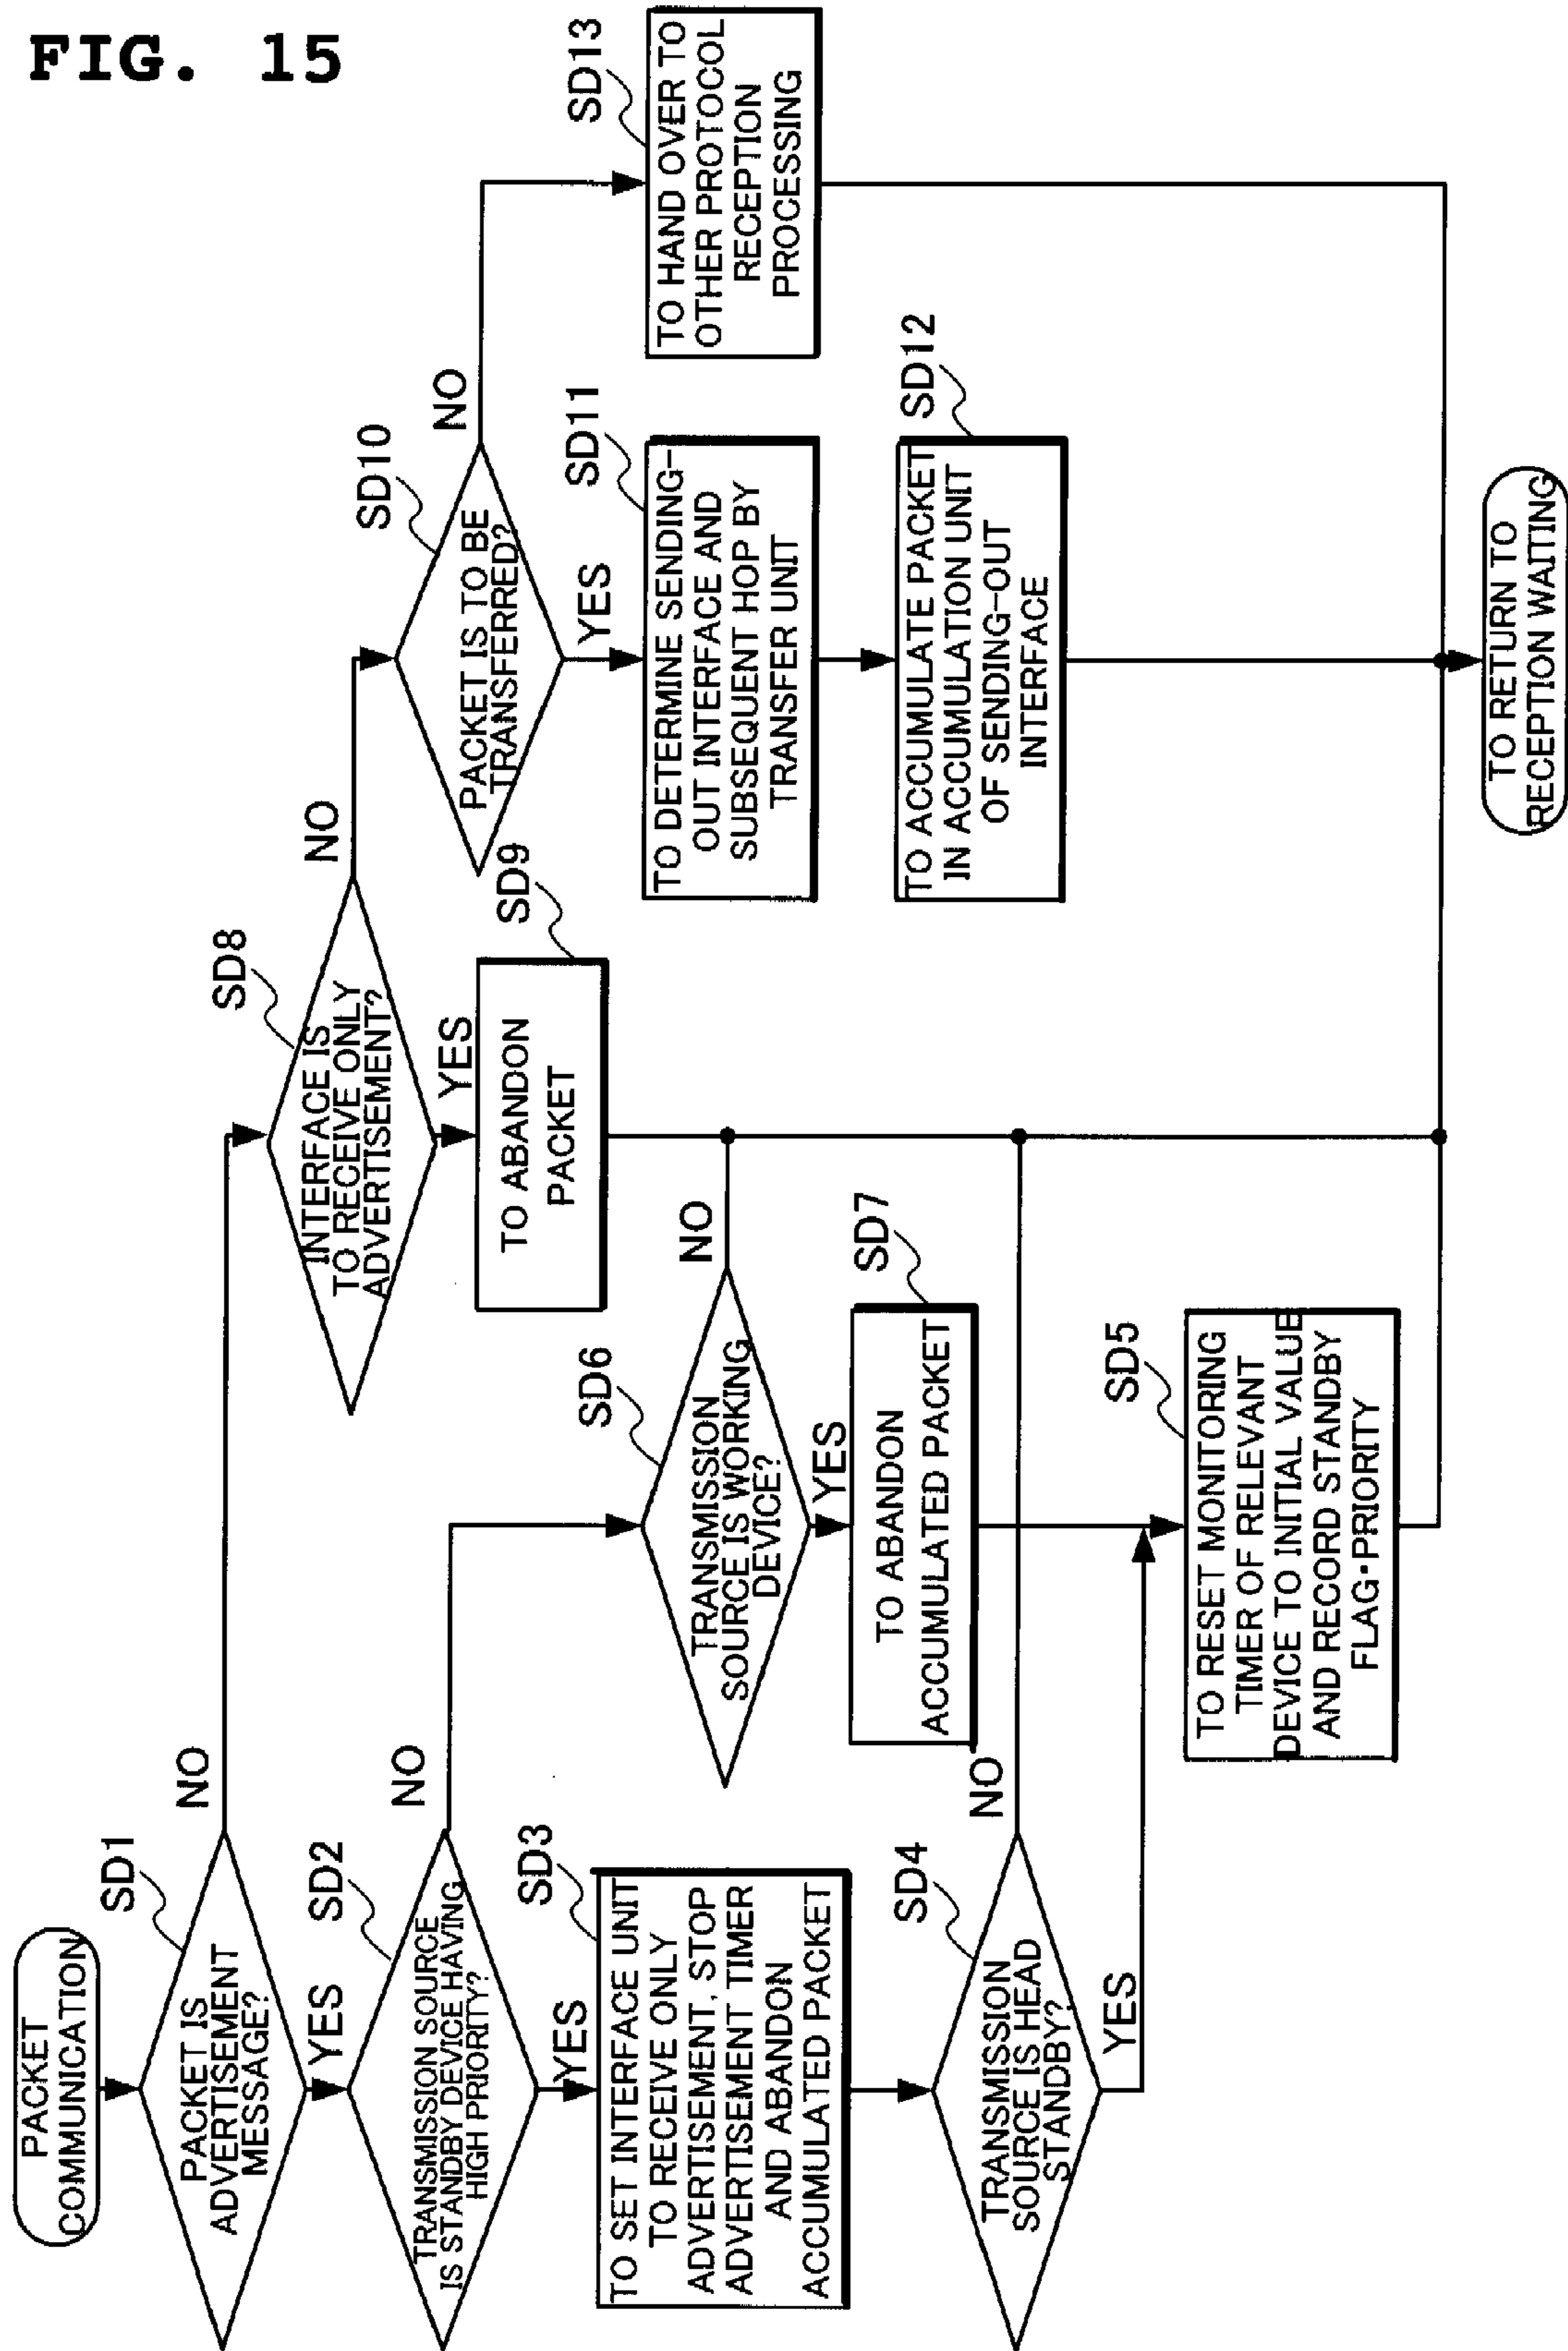 FIG. 15
PACKET
COMMUNICATION
SD1
PACKET IS
ADVERTISEMENT
MESSAGE?
NO
YES
SD2
TRANSMISSION SOURCE
IS STANDBY DEVICE HAVING
HIGH PRIORITY?
NO
YES
SD3
TO SET INTERFACE UNIT
TO RECEIVE ONLY
ADVERTISEMENT, STOP
ADVERTISEMENT TIMER
AND ABANDON
ACCUMULATED PACKET
SD4
TRANSMISSION
SOURCE IS HEAD
STANDBY?
NO
YES
SD5
TO RESET MONITORING
TIMER OF RELEVANT
DEVICE TO INITIAL VALUE
AND RECORD STANDBY
FLAG·PRIORITY
SD6
TRANSMISSION
SOURCE IS WORKING
DEVICE?
NO
YES
SD7
TO ABANDON
ACCUMULATED PACKET
SD8
INTERFACE IS
TO RECEIVE ONLY
ADVERTISEMENT?
NO
YES
SD9
TO ABANDON
PACKET
SD10
PACKET IS TO BE
TRANSFERRED?
NO
YES
SD11
TO DETERMINE SENDING-
OUT INTERFACE AND
SUBSEQUENT HOP BY
TRANSFER UNIT
SD12
TO ACCUMULATE PACKET
IN ACCUMULATION UNIT
OF SENDING-OUT
INTERFACE
SD13
TO HAND OVER TO
OTHER PROTOCOL
RECEPTION
PROCESSING
TO RETURN TO
RECEPTION WAITING